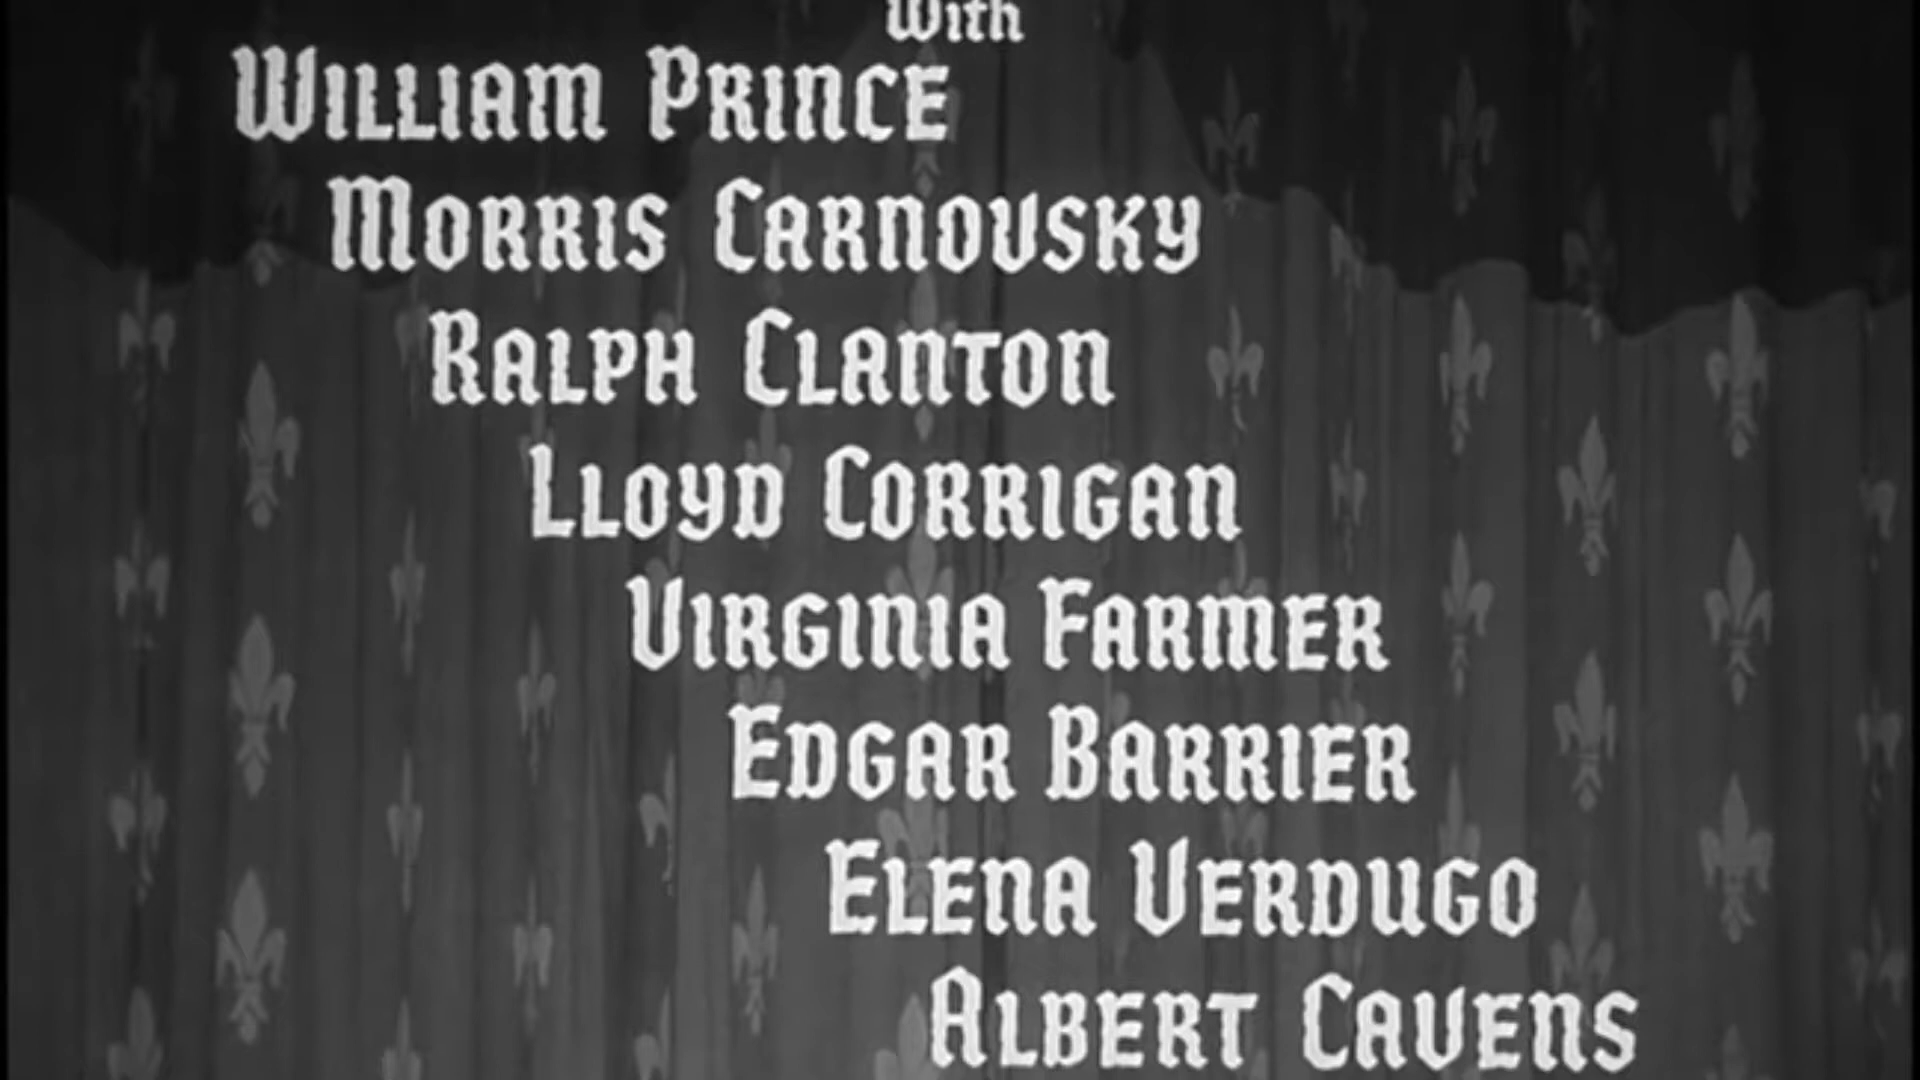 With
William Prince
Morris Carnovsky
Ralph Clanton
Lloyd Corrigan
Virginia Farmer
Edgar Barrier
Elena Verdugo
Albert Cavens